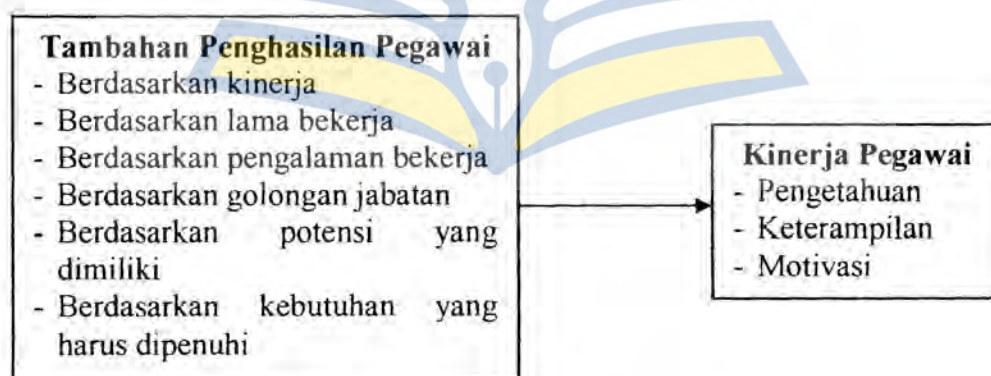 Tambahan Penghasilan Pegawai
- Berdasarkan kinerja
- Berdasarkan lama bekerja
- Berdasarkan pengalaman bekerja
- Berdasarkan golongan jabatan
- Berdasarkan potensi yang
dimiliki
- Berdasarkan kebutuhan yang
harus dipenuhi
Kinerja Pegawai
- Pengetahuan
- Keterampilan
- Motivasi